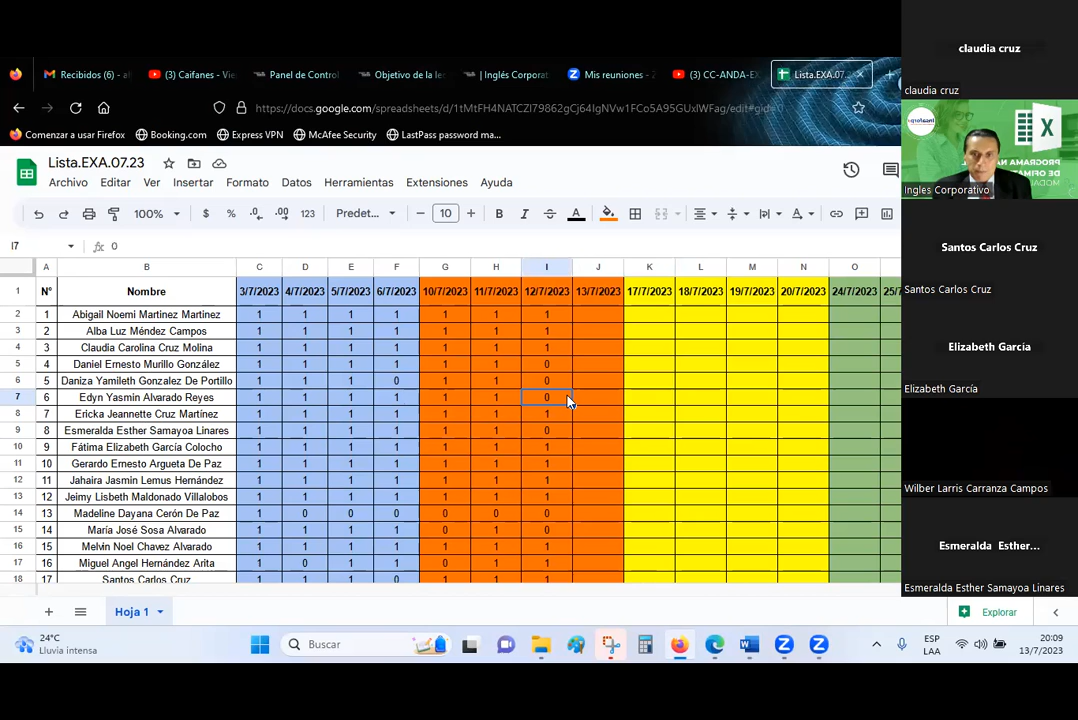 Recibidos (6) - al
(3) Caifanes - Vie
Panel de Control
Objetivo de la le
| Inglés Corporat
Mis reuniones - Z
(3) CC-ANDA-EX
Lista.EXA.07.
https://docs.google.com/spreadsheets/d/1tMtFH4NATCZI79862gCj64IgNVw1FCo5A95GUxIWFag/edit#gid=0
Comenzar a usar Firefox
Booking.com
Express VPN
McAfee Security
LastPass password ma...
Lista.EXA.07.23
Archivo Editar Ver Insertar Formato Datos Herramientas Extensiones Ayuda
100% $ % .0 .00 123 Predet... − 10 + B I A
I7 fx 0
A B C D E F G H I J K L M N O
1 N° Nombre 3/7/2023 4/7/2023 5/7/2023 6/7/2023 10/7/2023 11/7/2023 12/7/2023 13/7/2023 17/7/2023 18/7/2023 19/7/2023 20/7/2023 24/7/2023 25/7
2 1 Abigail Noemi Martinez Martinez 1 1 1 1 1 1 1
3 2 Alba Luz Méndez Campos 1 1 1 1 1 1 1
4 3 Claudia Carolina Cruz Molina 1 1 1 1 1 1 1
5 4 Daniel Ernesto Murillo González 1 1 1 1 1 1 0
6 5 Daniza Yamileth Gonzalez De Portillo 1 1 1 0 1 1 0
7 6 Edyn Yasmin Alvarado Reyes 1 1 1 1 1 1 0
8 7 Ericka Jeannette Cruz Martínez 1 1 1 1 1 1 1
9 8 Esmeralda Esther Samayoa Linares 1 1 1 1 1 1 0
10 9 Fátima Elizabeth García Colocho 1 1 1 1 1 1 1
11 10 Gerardo Ernesto Argueta De Paz 1 1 1 1 1 1 1
12 11 Jahaira Jasmin Lemus Hernández 1 1 1 1 1 1 1
13 12 Jeimy Lisbeth Maldonado Villalobos 1 1 1 1 1 1 1
14 13 Madeline Dayana Cerón De Paz 1 0 0 0 0 0 0
15 14 María José Sosa Alvarado 1 1 1 1 0 1 0
16 15 Melvin Noel Chavez Alvarado 1 1 1 1 1 1 1
17 16 Miguel Angel Hernández Arita 1 0 1 1 0 1 1
18 17 Santos Carlos Cruz 1 1 1 0 1 1 1
Hoja 1
Explorar
24°C
Lluvia intensa
Buscar
ESP
LAA
20:09
13/7/2023
claudia cruz
claudia cruz
PROGRAMA NA
DE OFIMA
MODAL
Ingles Corporativo
Santos Carlos Cruz
Santos Carlos Cruz
Elizabeth García
Elizabeth García
Wilber Larris Carranza Campos
Esmeralda Esther...
Esmeralda Esther Samayoa Linares